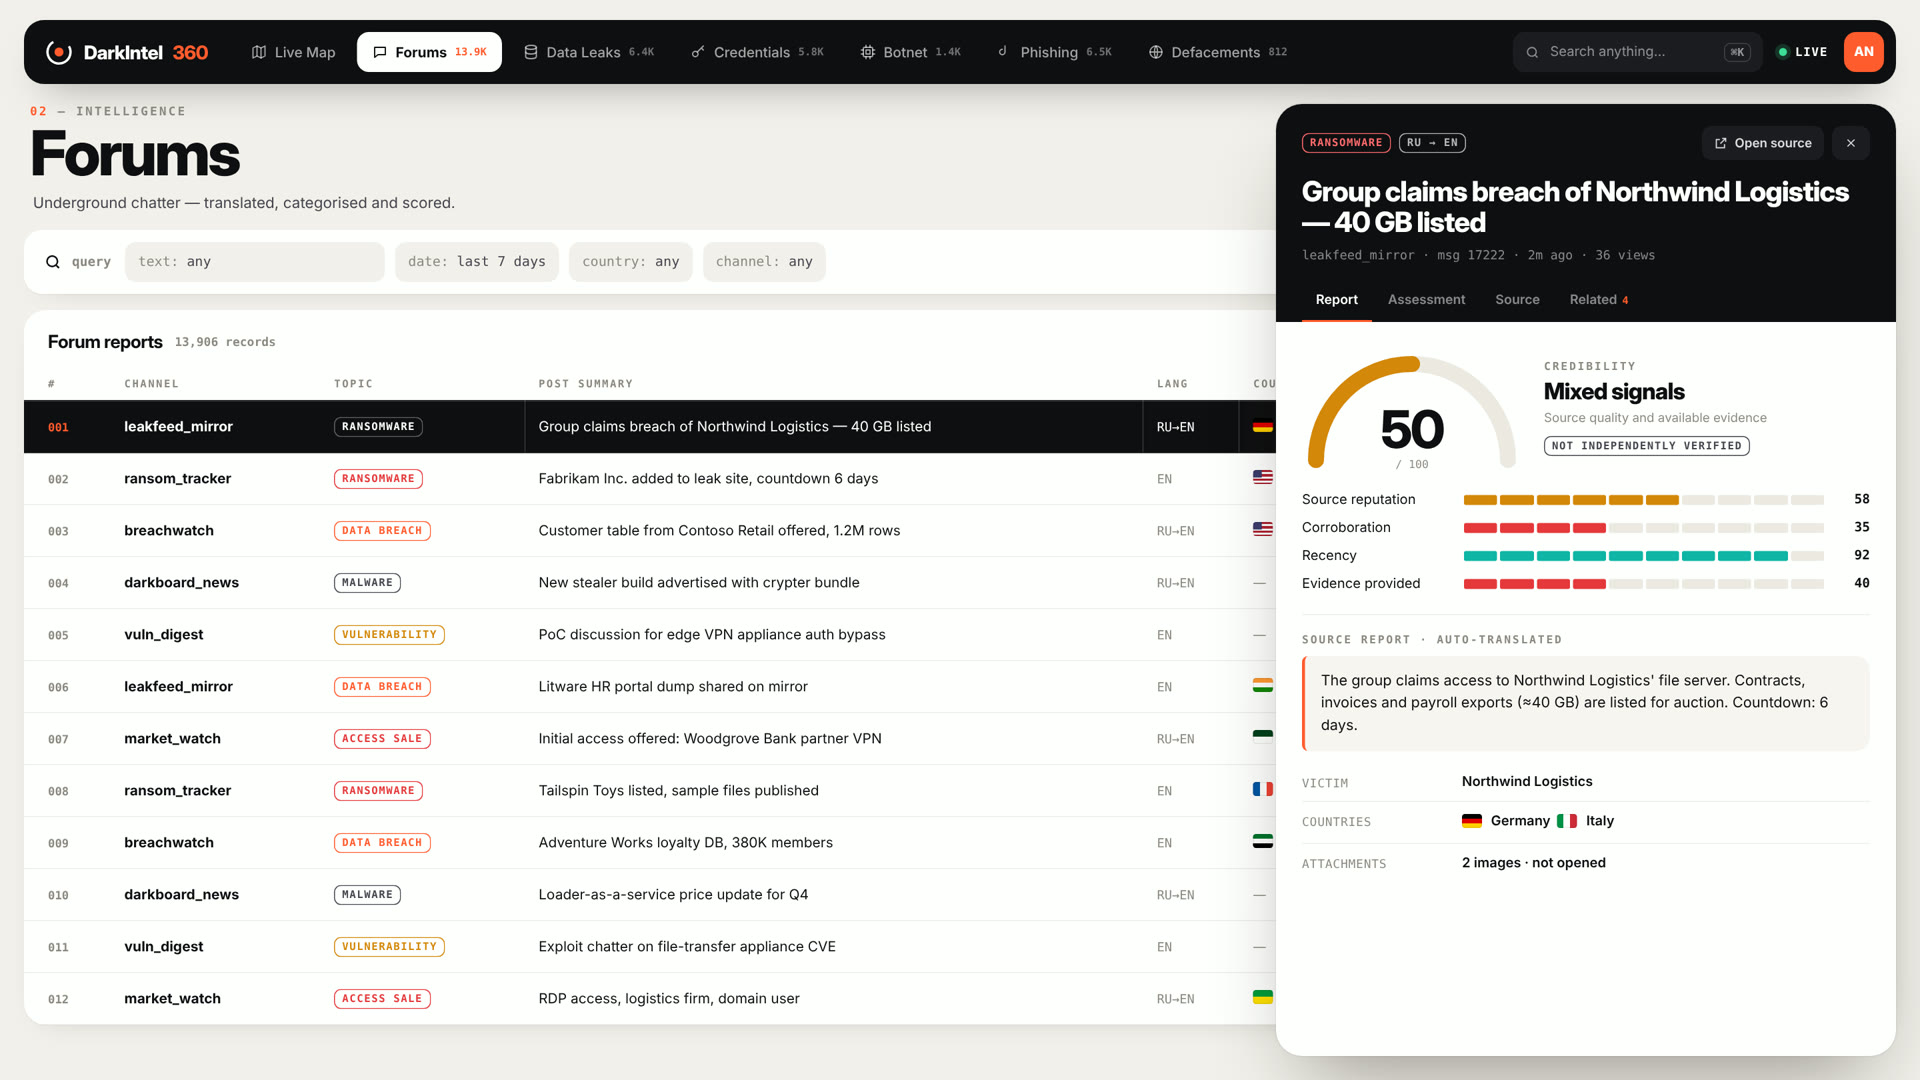 DarkIntel 360
Live Map
Forums 13.9K
Data Leaks 6.4K
Credentials 5.8K
Botnet 1.4K
Phishing 6.5K
Defacements 812
Search anything... ⌘K
LIVE
AN
02 — INTELLIGENCE
Forums
Underground chatter — translated, categorised and scored.
query
text: any
date: last 7 days
country: any
channel: any
Forum reports 13,906 records
# CHANNEL TOPIC POST SUMMARY LANG COU
001 leakfeed_mirror RANSOMWARE Group claims breach of Northwind Logistics — 40 GB listed RU→EN
002 ransom_tracker RANSOMWARE Fabrikam Inc. added to leak site, countdown 6 days EN
003 breachwatch DATA BREACH Customer table from Contoso Retail offered, 1.2M rows RU→EN
004 darkboard_news MALWARE New stealer build advertised with crypter bundle RU→EN —
005 vuln_digest VULNERABILITY PoC discussion for edge VPN appliance auth bypass EN —
006 leakfeed_mirror DATA BREACH Litware HR portal dump shared on mirror EN
007 market_watch ACCESS SALE Initial access offered: Woodgrove Bank partner VPN RU→EN
008 ransom_tracker RANSOMWARE Tailspin Toys listed, sample files published EN
009 breachwatch DATA BREACH Adventure Works loyalty DB, 380K members EN
010 darkboard_news MALWARE Loader-as-a-service price update for Q4 RU→EN —
011 vuln_digest VULNERABILITY Exploit chatter on file-transfer appliance CVE EN —
012 market_watch ACCESS SALE RDP access, logistics firm, domain user RU→EN
RANSOMWARE RU → EN
Open source ×
Group claims breach of Northwind Logistics
— 40 GB listed
leakfeed_mirror · msg 17222 · 2m ago · 36 views
Report Assessment Source Related 4
50
/ 100
CREDIBILITY
Mixed signals
Source quality and available evidence
NOT INDEPENDENTLY VERIFIED
Source reputation 58
Corroboration 35
Recency 92
Evidence provided 40
SOURCE REPORT · AUTO-TRANSLATED
The group claims access to Northwind Logistics' file server. Contracts,
invoices and payroll exports (≈40 GB) are listed for auction. Countdown: 6
days.
VICTIM Northwind Logistics
COUNTRIES Germany Italy
ATTACHMENTS 2 images · not opened